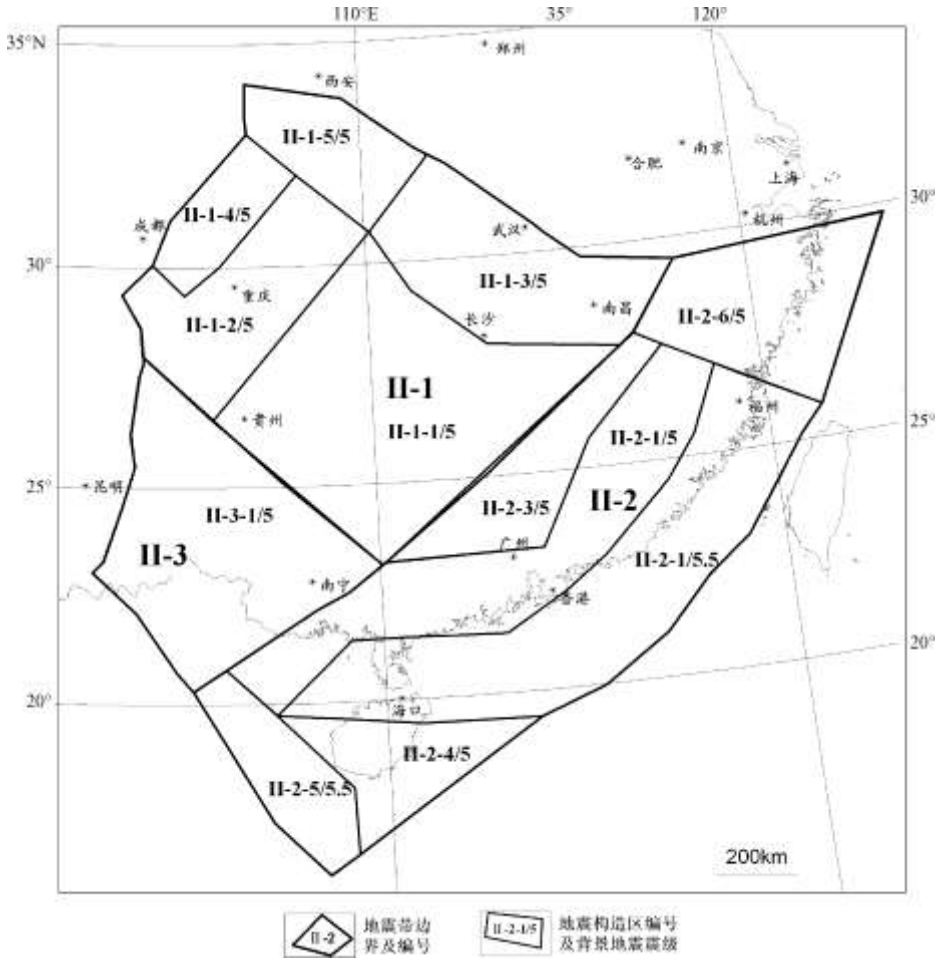 110°E
35°
120°
35°N
*郑州
*西安
II-1-5/5
*南京
*合肥
上海
II-1-4/5
成都
30°
*杭州
武汉*
30°
*重庆
II-1-3/5
*南昌
II-1-2/5
长沙
II-2-6/5
II-1
*福州
*贵州
II-1-1/5
25°
II-2-1/5
25°
*昆明
II-2-3/5
II-2
II-3-1/5
广州
II-3
II-2-1/5.5
*南宁
香港
20°
20°
海口
II-2-4/5
II-2-5/5.5
200km
II-2
地震带边
界及编号
II-2-1/5
地震构造区编号
及背景地震震级